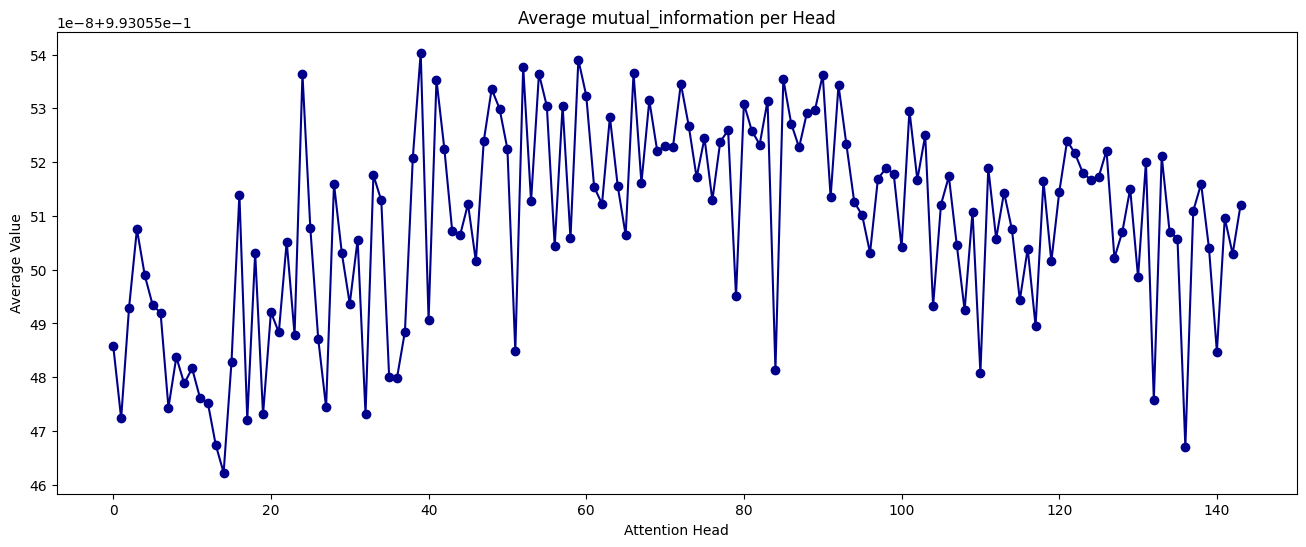 Average mutual_information per Head
1e−8+9.93055e−1
54
53
52
51
50
49
48
47
46
Average Value
0 20 40 60 80 100 120 140
Attention Head